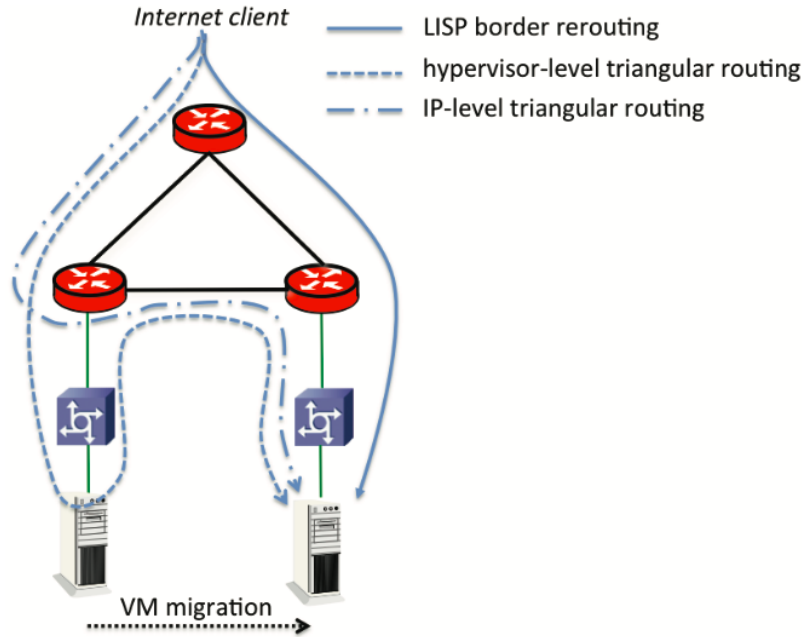 Internet client
LISP border rerouting
hypervisor-level triangular routing
IP-level triangular routing
VM migration